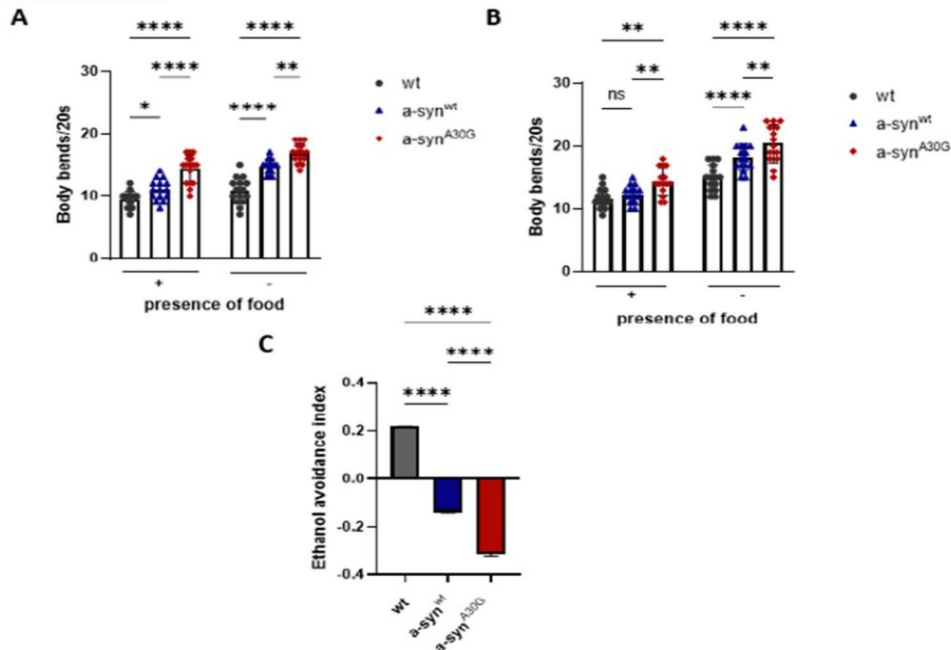 A
****
****
****
**
*
****
30
20
10
0
Body bends/20s
+
-
presence of food
wt
a-syn^wt
a-syn^A30G
B
**
****
**
**
ns
****
30
20
10
0
Body bends/20s
+
-
presence of food
wt
a-syn^wt
a-syn^A30G
C
****
****
****
0.4
0.2
0.0
-0.2
-0.4
Ethanol avoidance index
wt
a-syn^wt
a-syn^A30G